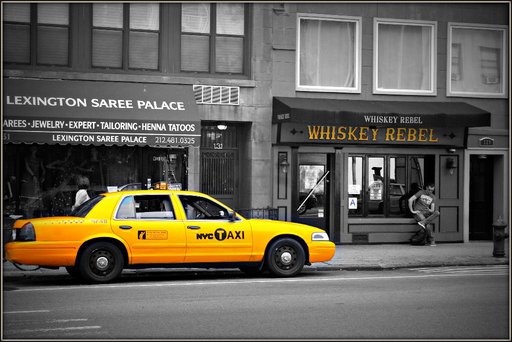 LEXINGTON SAREE PALACE
AREES • JEWELRY • EXPERT • TAILORING • HENNA TATOOS
LEXINGTON SAREE PALACE 212.481.0325
131
WHISKEY REBEL
WHISKEY REBEL
A
NYC TAXI